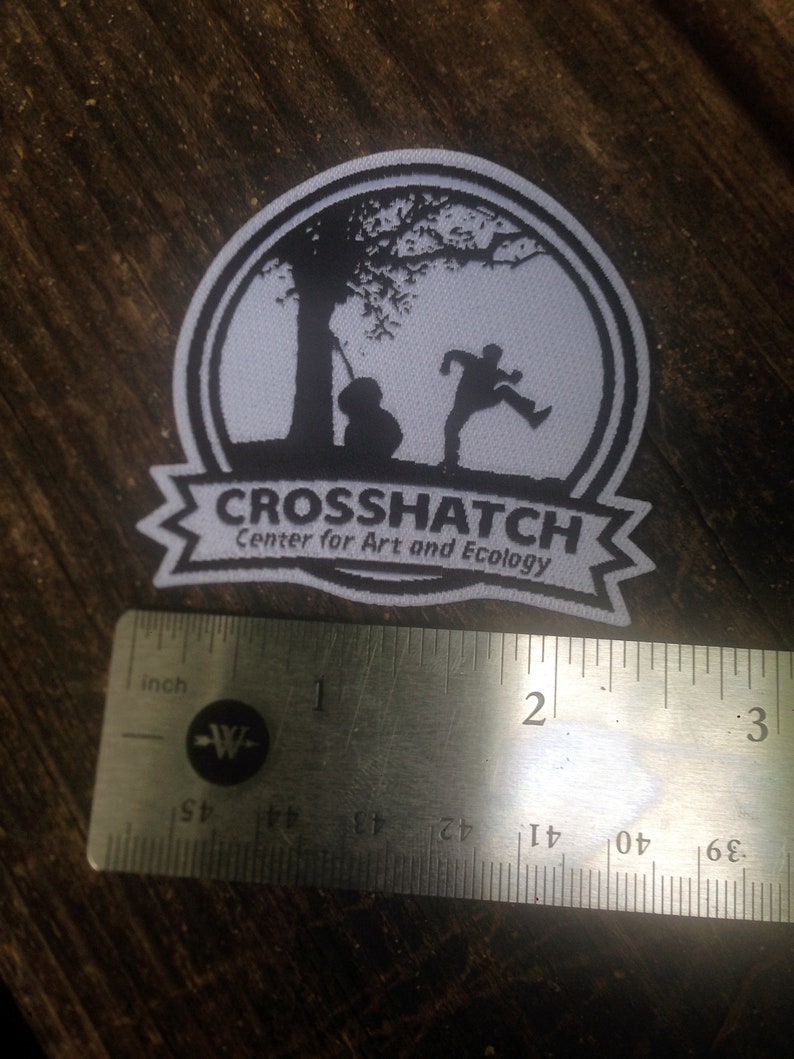 CROSSHATCH
Center for Art and Ecology
inch
1
2
3
W
45 44 43 42 41 40 39